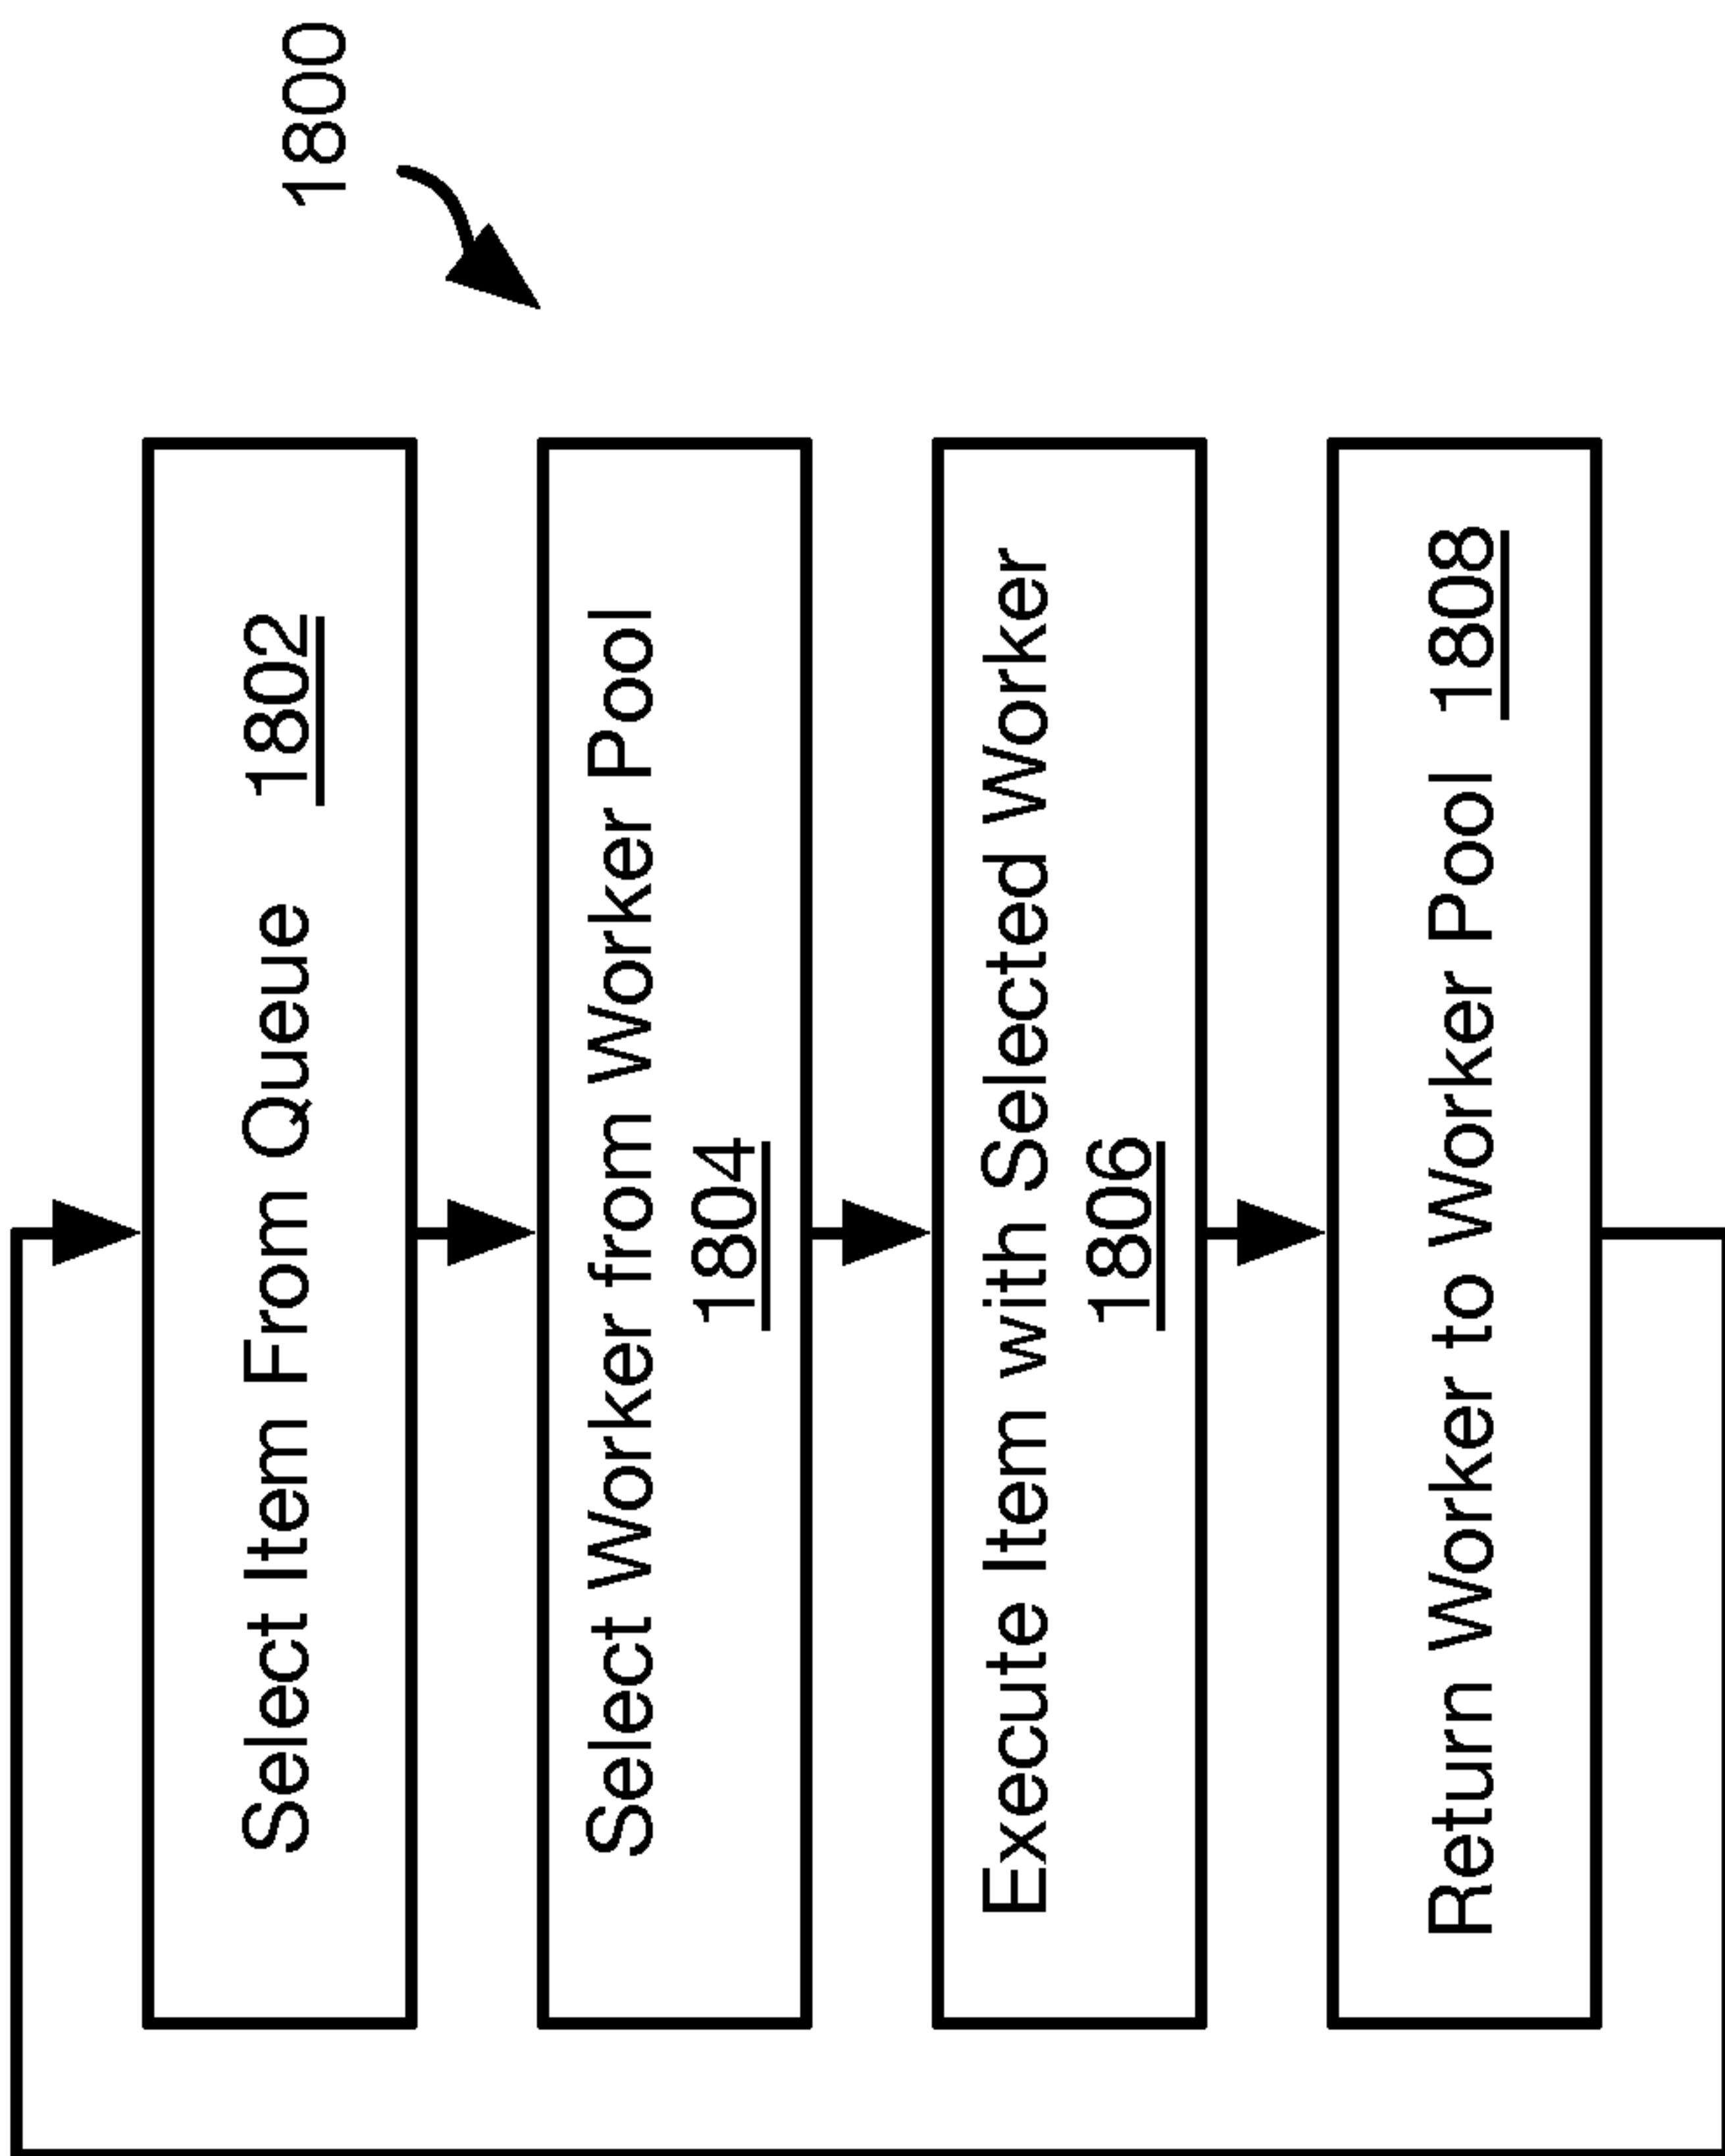 1800
Select Item From Queue 1802
Select Worker from Worker Pool
1804
Execute Item with Selected Worker
1806
Return Worker to Worker Pool 1808